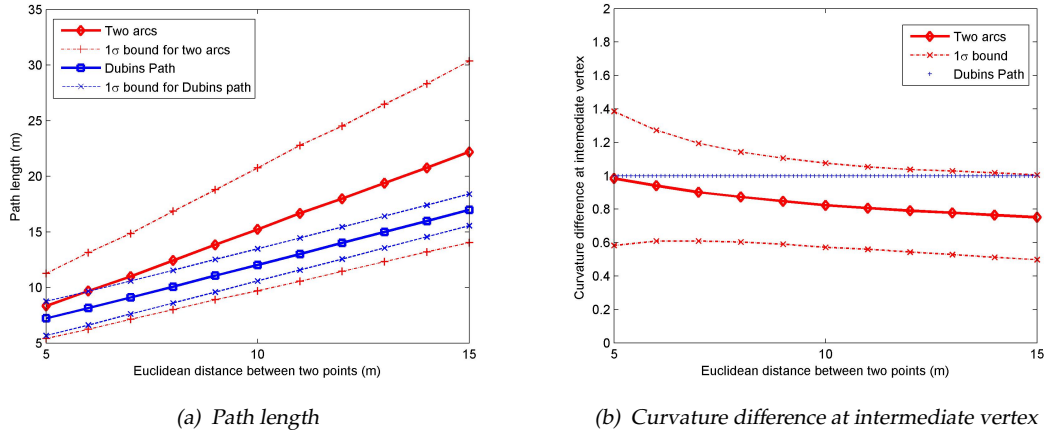 35
30
25
20
15
10
5
5
10
15
Path length (m)
Euclidean distance between two points (m)
Two arcs
1σ bound for two arcs
Dubins Path
1σ bound for Dubins path
(a) Path length
2
1.8
1.6
1.4
1.2
1
0.8
0.6
0.4
0.2
0
5
10
15
Curvature difference at intermediate vertex
Euclidean distance between two points (m)
Two arcs
1σ bound
Dubins Path
(b) Curvature difference at intermediate vertex